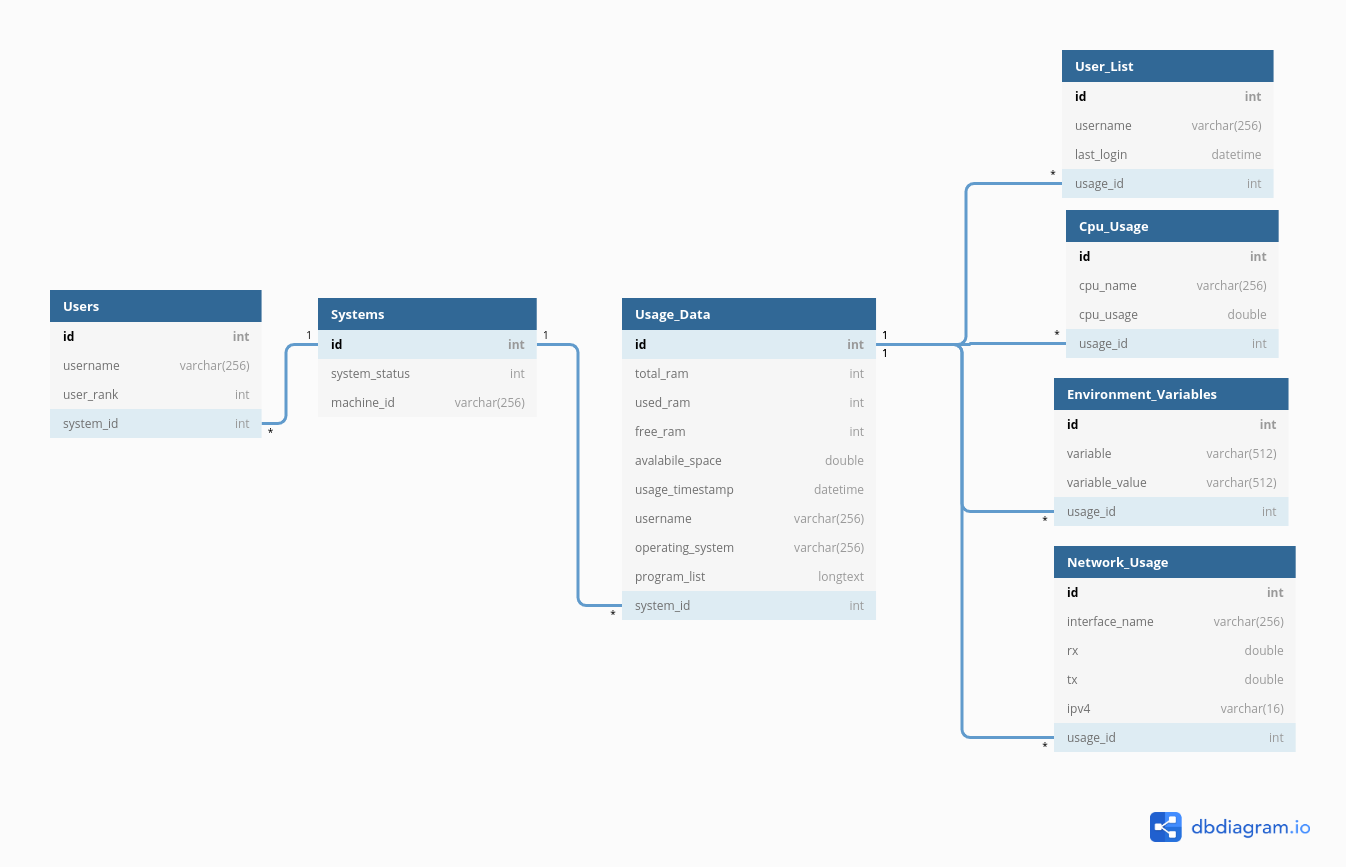 Users
id int
username varchar(256)
user_rank int
system_id int
*
1
Systems
id int
system_status int
machine_id varchar(256)
1
*
Usage_Data
id int
total_ram int
used_ram int
free_ram int
avalabile_space double
usage_timestamp datetime
username varchar(256)
operating_system varchar(256)
program_list longtext
system_id int
1
1
*
User_List
id int
username varchar(256)
last_login datetime
usage_id int
*
Cpu_Usage
id int
cpu_name varchar(256)
cpu_usage double
usage_id int
*
Environment_Variables
id int
variable varchar(512)
variable_value varchar(512)
usage_id int
*
Network_Usage
id int
interface_name varchar(256)
rx double
tx double
ipv4 varchar(16)
usage_id int
dbdiagram.io